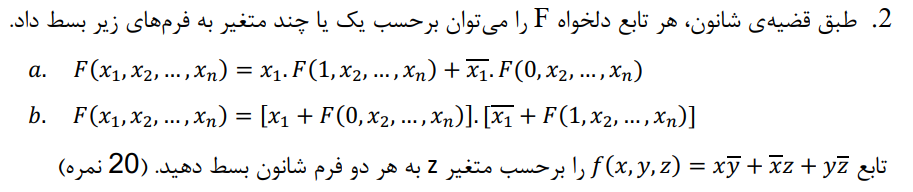 2. طبق قضیه‌ی شانون، هر تابع دلخواه F را می‌توان برحسب یک یا چند متغیر به فرم‌های زیر بسط داد.
a. F(x₁, x₂, …, xₙ) = x₁. F(1, x₂, …, xₙ) + x̅₁. F(0, x₂, …, xₙ)
b. F(x₁, x₂, …, xₙ) = [x₁ + F(0, x₂, …, xₙ)]. [x̅₁ + F(1, x₂, …, xₙ)]
تابع f(x, y, z) = xy̅ + x̅z + yz̅ را برحسب متغیر z به هر دو فرم شانون بسط دهید. (20 نمره)